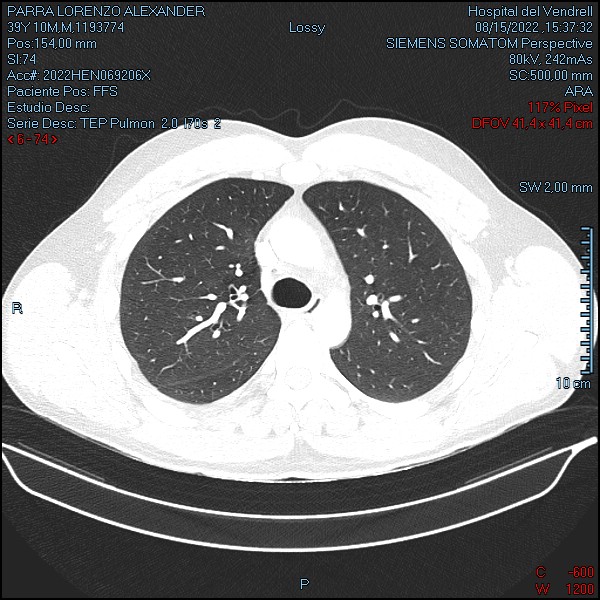 PARRA LORENZO ALEXANDER
39Y 10M,M,1193774
Pos:154,00 mm
SI:74
Acc#: 2022HEN069206X
Paciente Pos: FFS
Estudio Desc:
Serie Desc: TEP Pulmon 2.0 I70s 2
<6 - 74>
Lossy
Hospital del Vendrell
08/15/2022 ,15:37:32
SIEMENS SOMATOM Perspective
80kV, 242mAs
SC:500,00 mm
ARA
117% Pixel
DFOV 41,4 x 41,4 cm
SW 2,00 mm
R
10 cm
P
C -600
W 1200